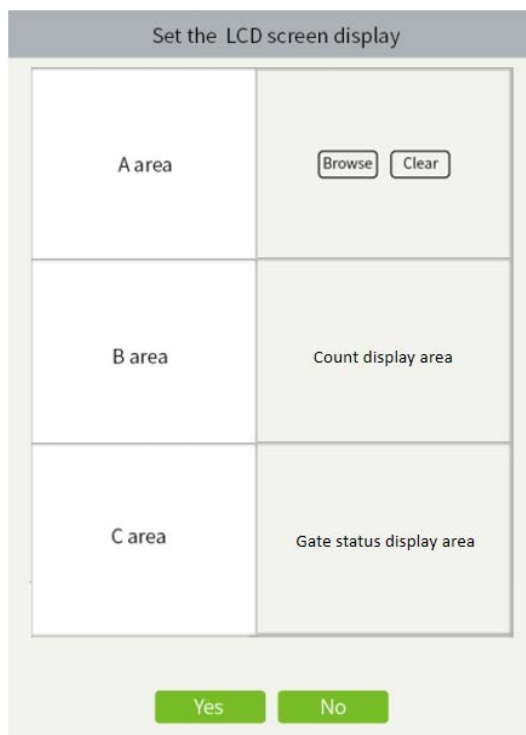 Set the LCD screen display
A area
Browse Clear
B area
Count display area
C area
Gate status display area
Yes No